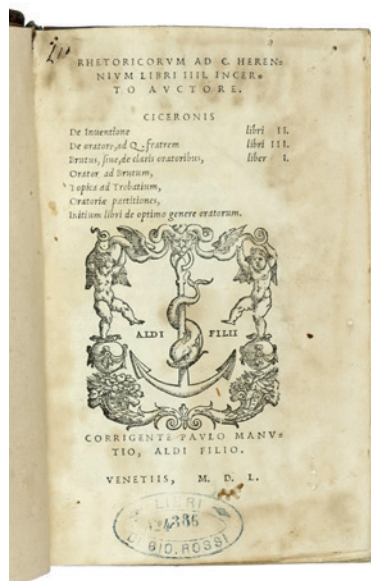 RHETORICORVM AD C. HEREN=
NIVM LIBRI IIII. INCER=
TO AVCTORE.
CICERONIS
De Inuentione libri II.
De oratore, ad Q. fratrem libri III.
Brutus, siue, de claris oratoribus, liber I.
Orator ad Brutum,
Topica ad Trebatium,
Oratoriæ partitiones,
Initium libri de optimo genere oratorum.
ALDI FILII
CORRIGENTE PAVLO MANV=
TIO, ALDI FILIO.
VENETIIS, M. D. L.
LIBRI
4386
DI GIO. ROSSI